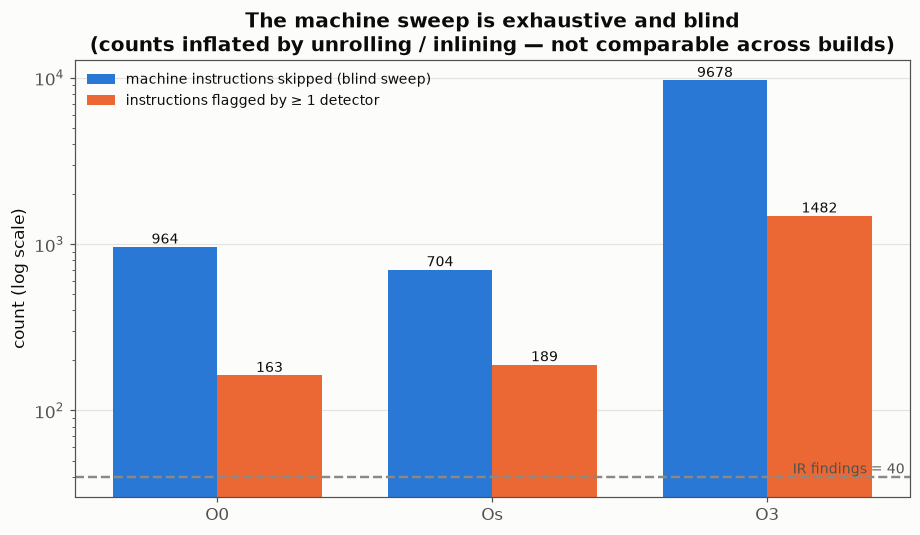 The machine sweep is exhaustive and blind
(counts inflated by unrolling / inlining — not comparable across builds)
machine instructions skipped (blind sweep)
instructions flagged by ≥ 1 detector
count (log scale)
10⁴
10³
10²
964
163
704
189
9678
1482
IR findings = 40
O0
Os
O3